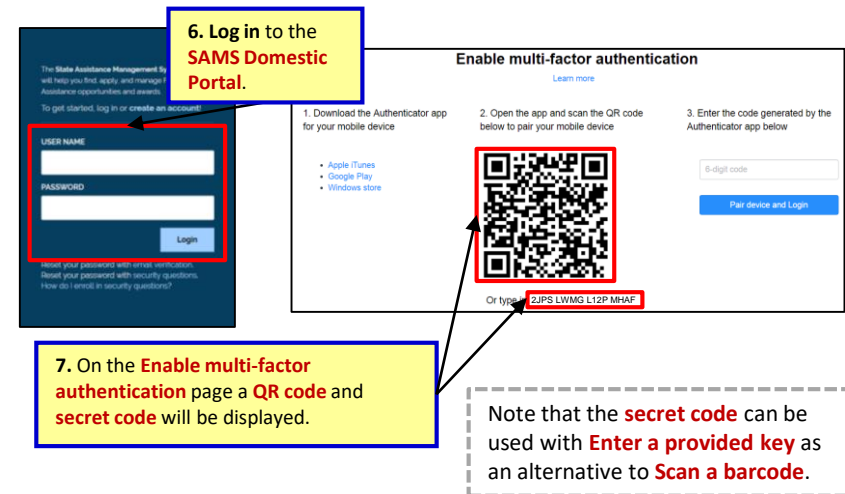 6. Log in to the
SAMS Domestic
Portal.
The State Assistance Management Sy
will help you find, apply, and manage F
Assistance opportunities and awards.
To get started, log in or create an account!
USER NAME
PASSWORD
Login
Reset your password with email verification.
Reset your password with security questions.
How do I enroll in security questions?
Enable multi-factor authentication
Learn more
1. Download the Authenticator app
for your mobile device
• Apple iTunes
• Google Play
• Windows store
2. Open the app and scan the QR code
below to pair your mobile device
Or type i 2JPS LWMG L12P MHAF
3. Enter the code generated by the
Authenticator app below
6-digit code
Pair device and Login
7. On the Enable multi-factor
authentication page a QR code and
secret code will be displayed.
Note that the secret code can be
used with Enter a provided key as
an alternative to Scan a barcode.